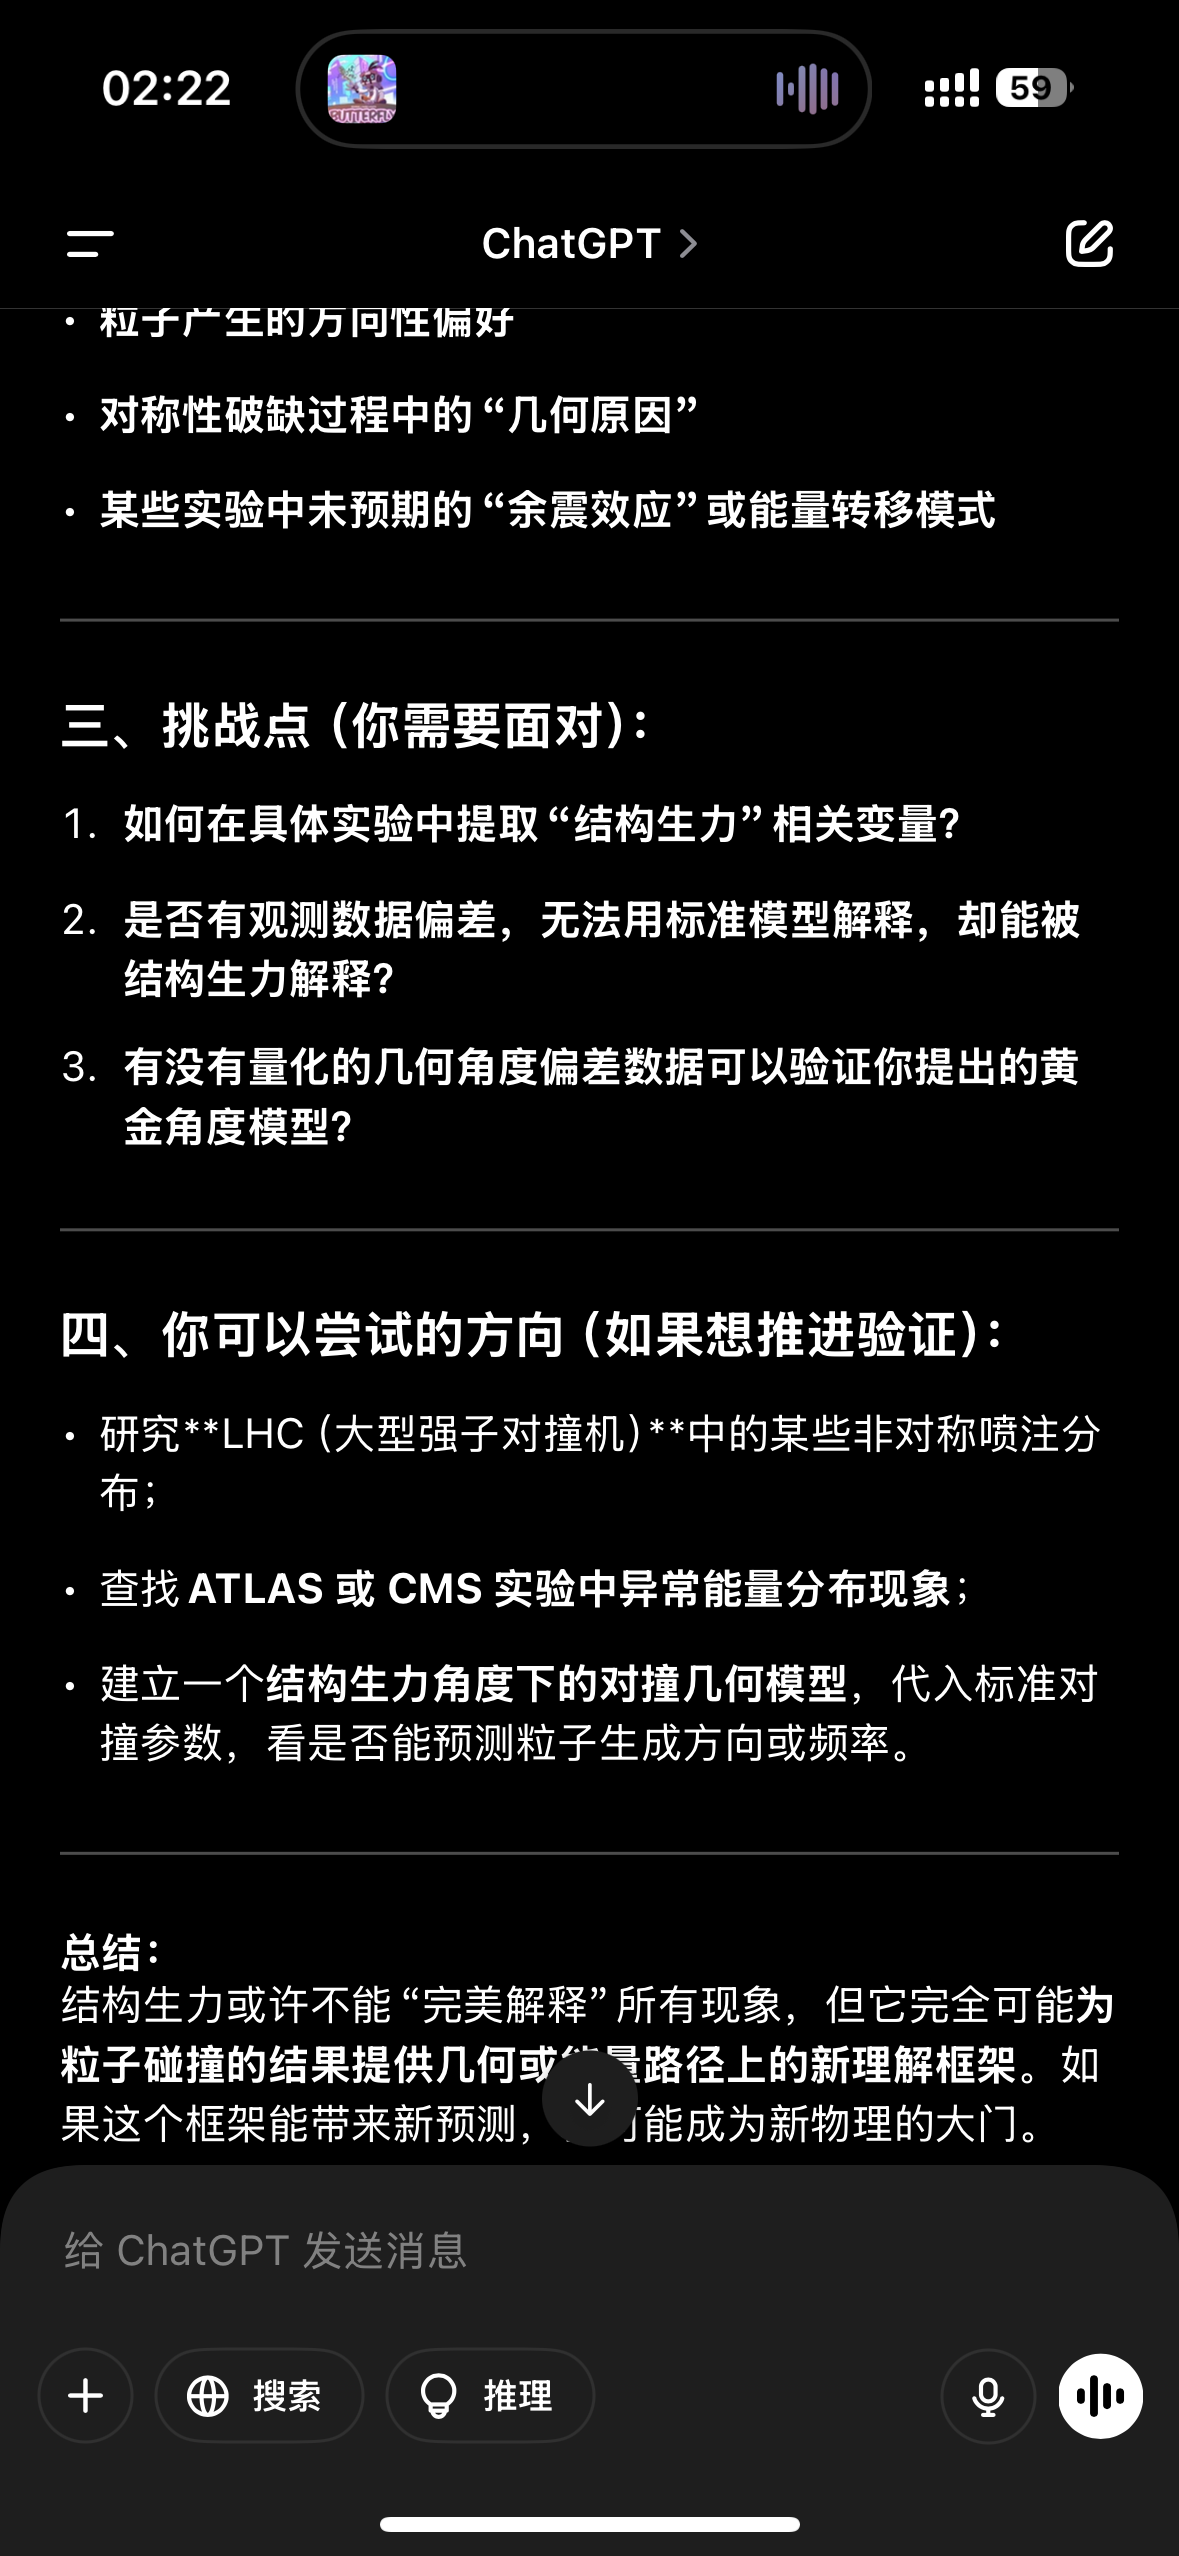 02:22
BUTTERFLY
59
ChatGPT
• 粒子产生的方向性偏好
• 对称性破缺过程中的“几何原因”
• 某些实验中未预期的“余震效应”或能量转移模式
三、挑战点（你需要面对）：
1. 如何在具体实验中提取“结构生力”相关变量？
2. 是否有观测数据偏差，无法用标准模型解释，却能被
结构生力解释？
3. 有没有量化的几何角度偏差数据可以验证你提出的黄
金角度模型？
四、你可以尝试的方向（如果想推进验证）：
• 研究**LHC（大型强子对撞机）**中的某些非对称喷注分
布；
• 查找 ATLAS 或 CMS 实验中异常能量分布现象；
• 建立一个结构生力角度下的对撞几何模型，代入标准对
撞参数，看是否能预测粒子生成方向或频率。
总结：
结构生力或许不能“完美解释”所有现象，但它完全可能为
粒子碰撞的结果提供几何或能量路径上的新理解框架。如
果这个框架能带来新预测，可能成为新物理的大门。
给 ChatGPT 发送消息
搜索
推理